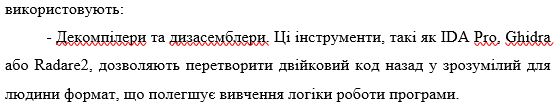 використовують:
- Декомпілери та дизасемблери. Ці інструменти, такі як IDA Pro, Ghidra
або Radare2, дозволяють перетворити двійковий код назад у зрозумілий для
людини формат, що полегшує вивчення логіки роботи програми.